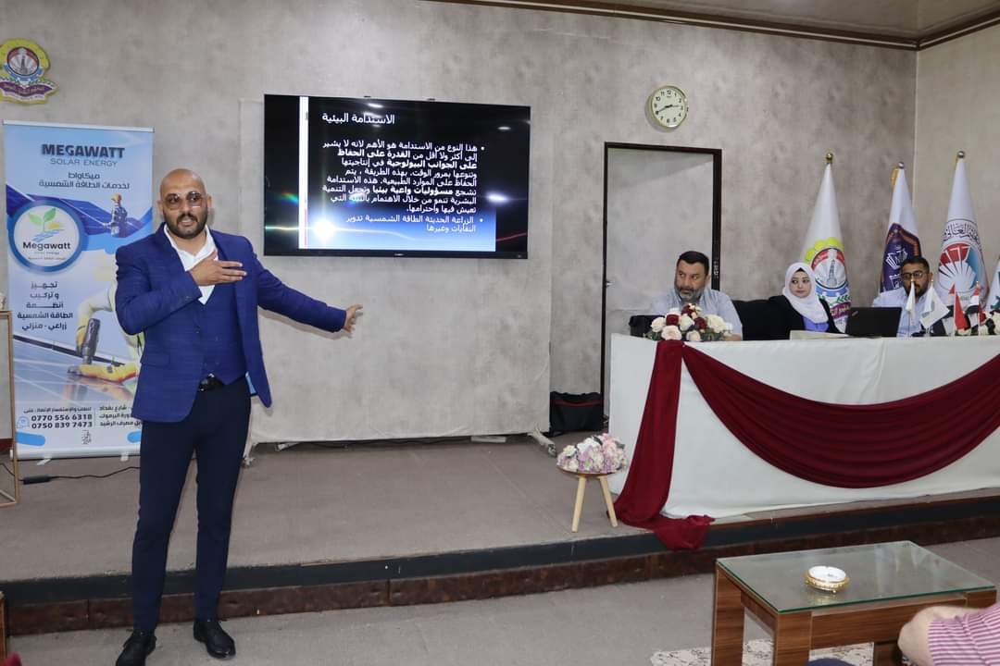 MEGAWATT
SOLAR ENERGY
ميكاواط
لخدمات الطاقة الشمسية
Megawatt
تجهيز
و تركيب
أنظمة
الطاقة الشمسية
زراعي - منزلي
شارع بغداد
0770 556 6318
0750 839 7473
الاستدامة البيئية
• هذا النوع من الاستدامة هو الأهم لانه لا يشير
إلى أكثر ولا أقل من القدرة على الحفاظ
على الجوانب البيولوجية في إنتاجيتها
وتنوعها بمرور الوقت. بهذه الطريقة ، يتم
الحفاظ على الموارد الطبيعية. هذه الاستدامة
تشجع مسؤوليات واعية بيئيا وتجعل التنمية
البشرية تنمو من خلال الاهتمام بالبيئة التي
تعيش فيها واحترامها.
• الزراعة الحديثة الطاقة الشمسية تدوير
النفايات وغيرها